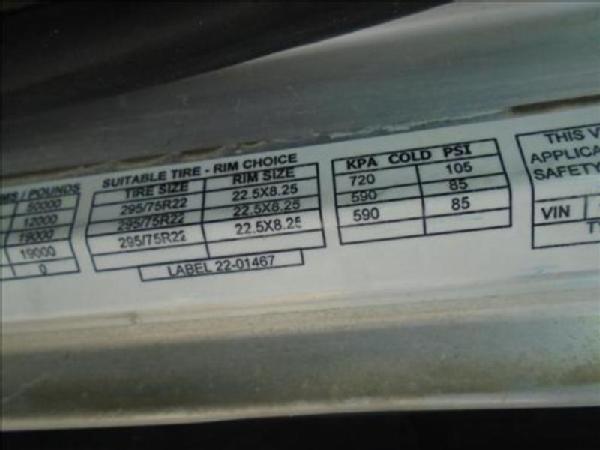 MS / POUNDS
50000
12000
19000
19000
0
SUITABLE TIRE - RIM CHOICE
TIRE SIZE RIM SIZE
295/75R22 22.5X8.25
295/75R22 22.5X8.25
295/75R22 22.5X8.25
LABEL 22-01467
KPA COLD PSI
720 105
590 85
590 85
THIS V
APPLICA
SAFETY
VIN